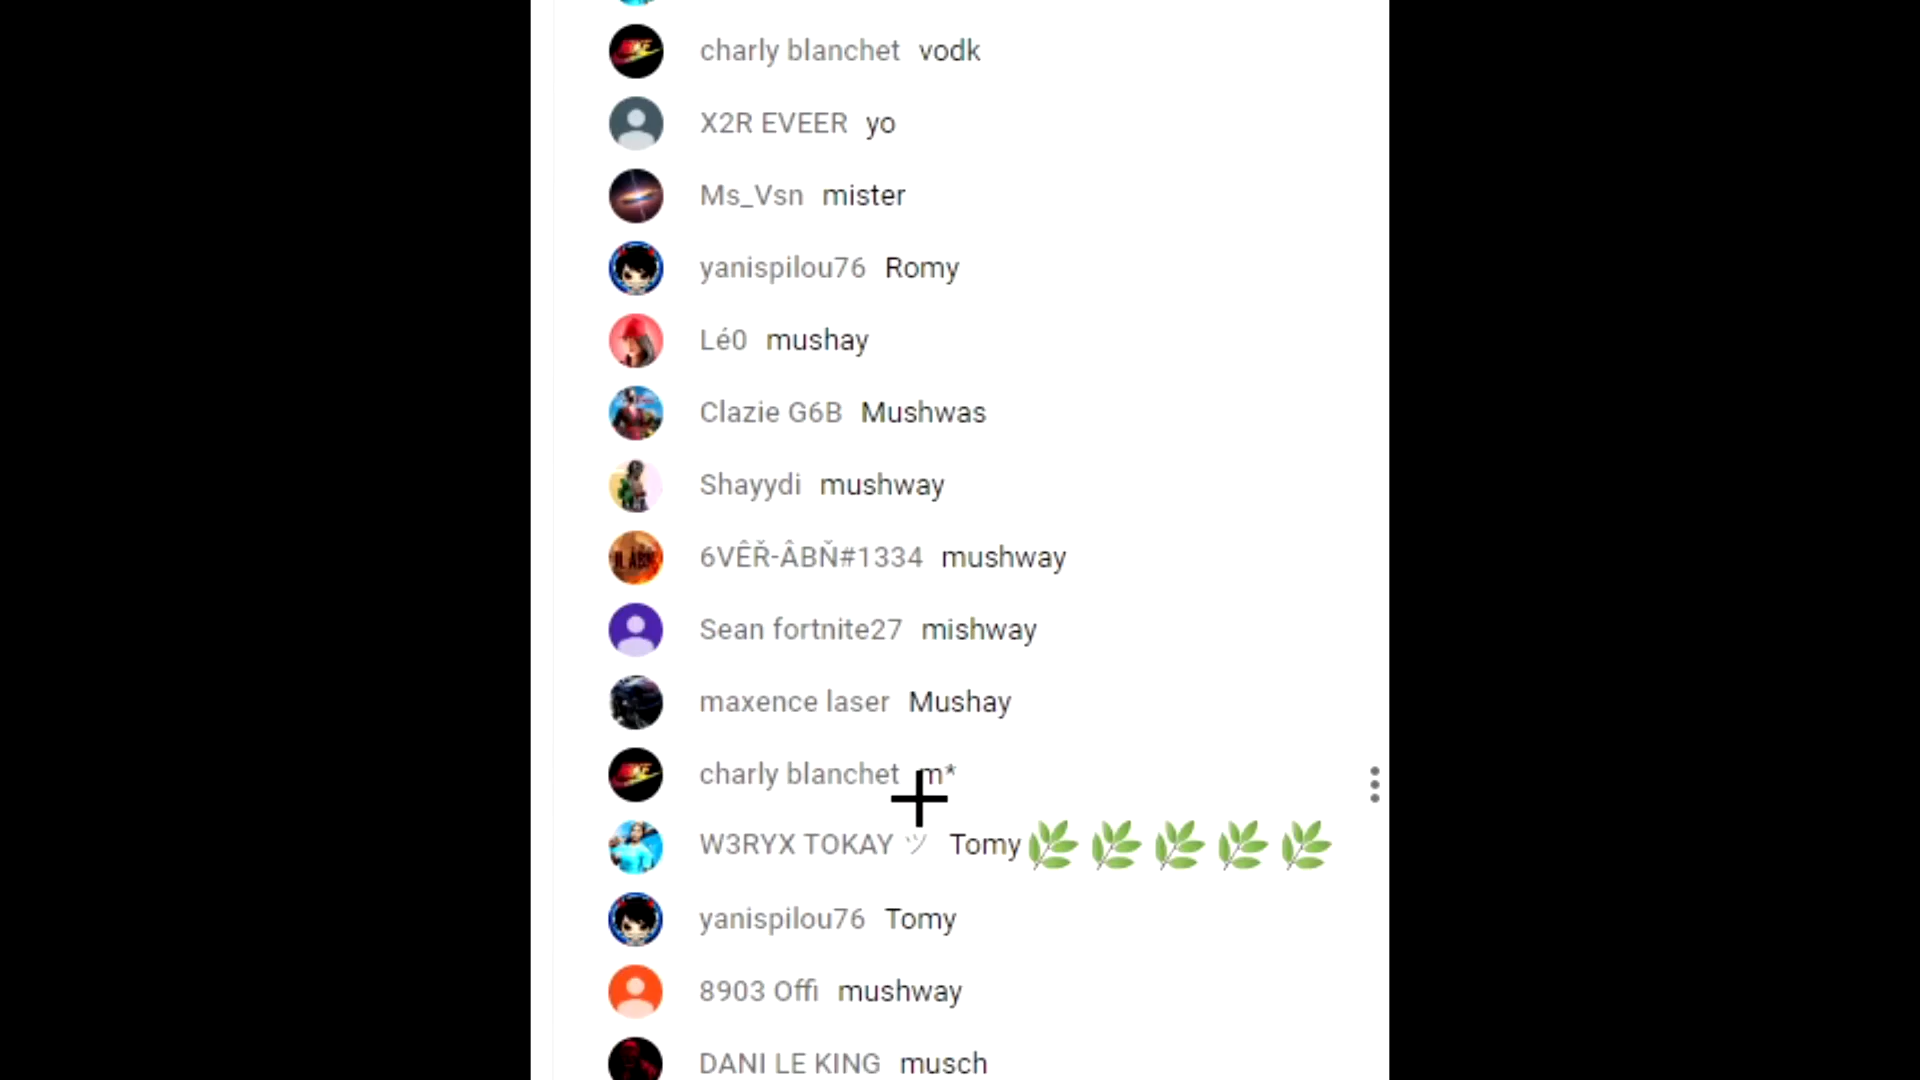 charly blanchet vodk
X2R EVEER yo
Ms_Vsn mister
yanispilou76 Romy
Lé0 mushay
Clazie G6B Mushwas
Shayydi mushway
6VÊŘ-ÂBŇ#1334 mushway
Sean fortnite27 mishway
maxence laser Mushay
charly blanchet m*
W3RYX TOKAY ツ Tomy🌿🌿🌿🌿🌿
yanispilou76 Tomy
8903 Offi mushway
DANI LE KING musch